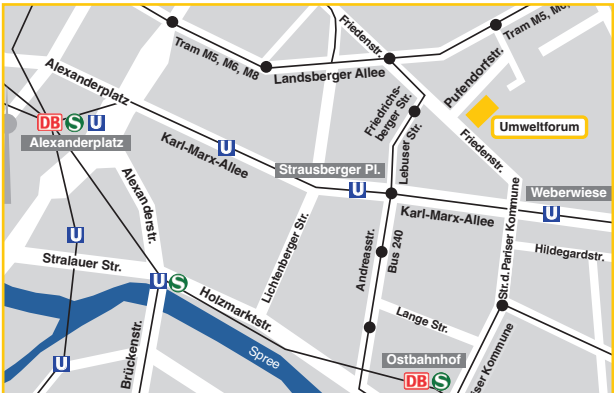 Friedenstr.
Tram M5, M6, M8
Tram M5, M6,
Landsberger Allee
Alexanderplatz
Pufendorfstr.
Friedrichs-
berger Str.
DB S U
Alexanderplatz
Umweltforum
Friedenstr.
Lebuser Str.
U
Karl-Marx-Allee
Strausberger Pl.
U
Weberwiese
U
Karl-Marx-Allee
Alexanderstr.
Str. d. Pariser Kommune
Lichtenberger Str.
Andreasstr.
Bus 240
U
Hildegardstr.
Stralauer Str.
U S
Holzmarktstr.
Lange Str.
Brückenstr.
Spree
U
Ostbahnhof
DB S
iser Kommune